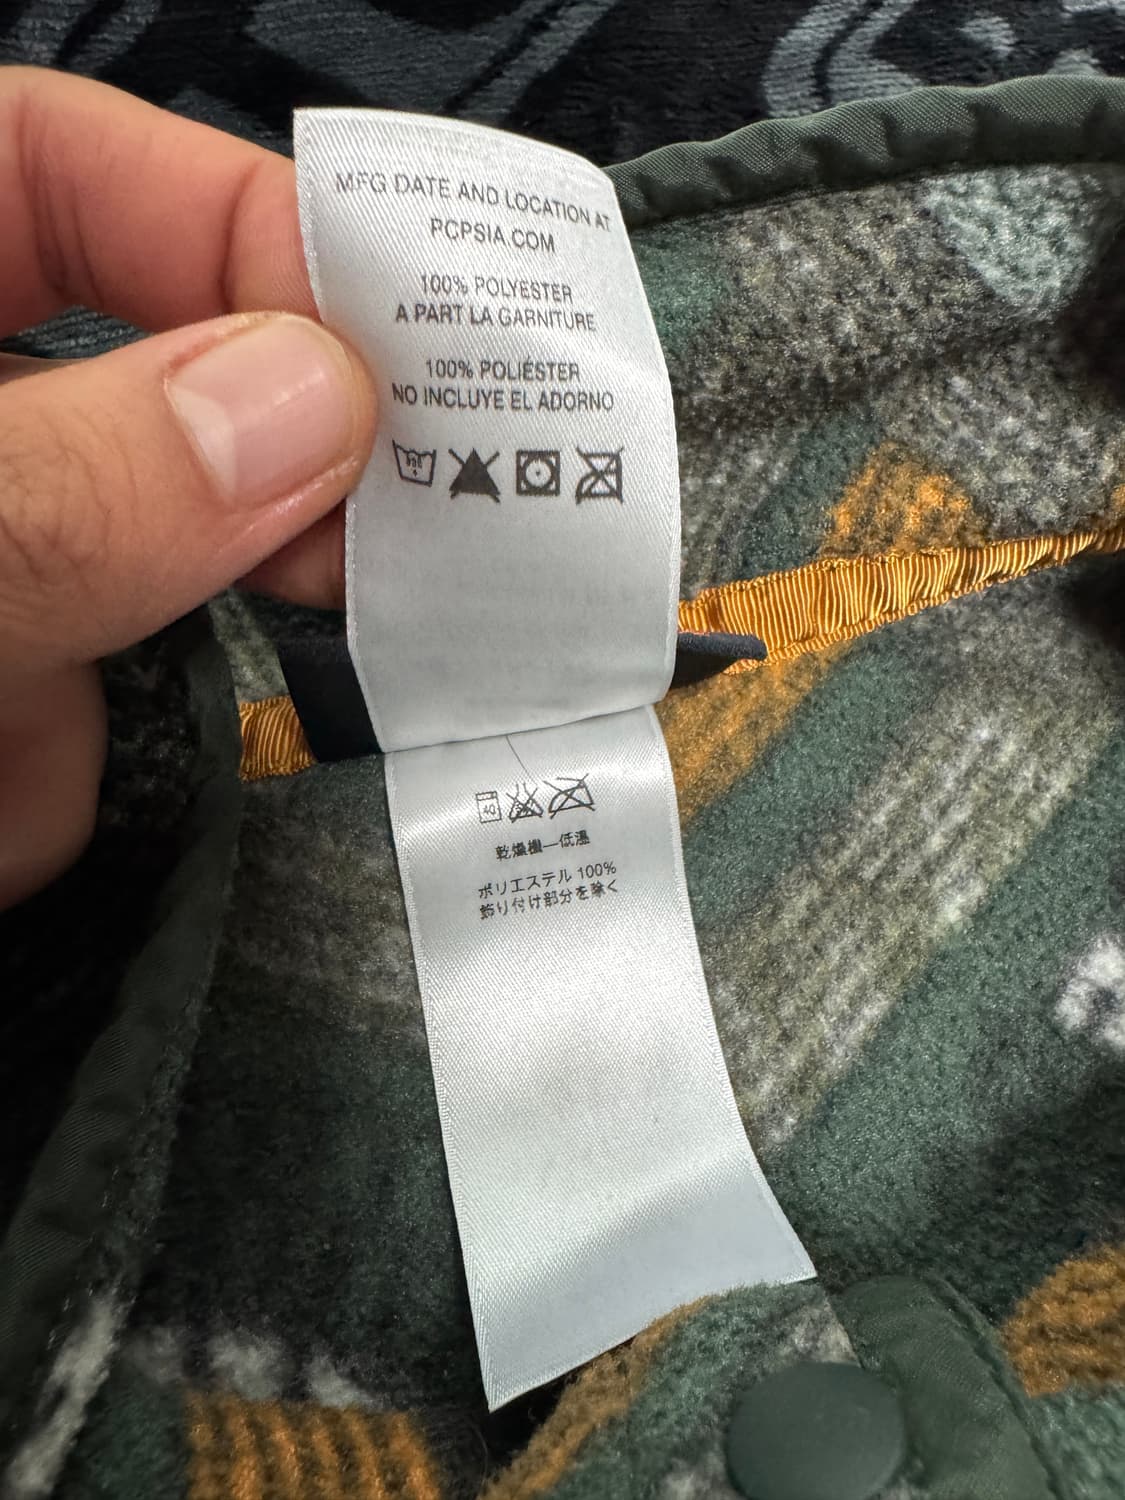 MFG DATE AND LOCATION AT
PCPSIA.COM
100% POLYESTER
A PART LA GARNITURE
100% POLIÉSTER
NO INCLUYE EL ADORNO
40
乾燥機—低温
ポリエステル 100%
飾り付け部分を除く